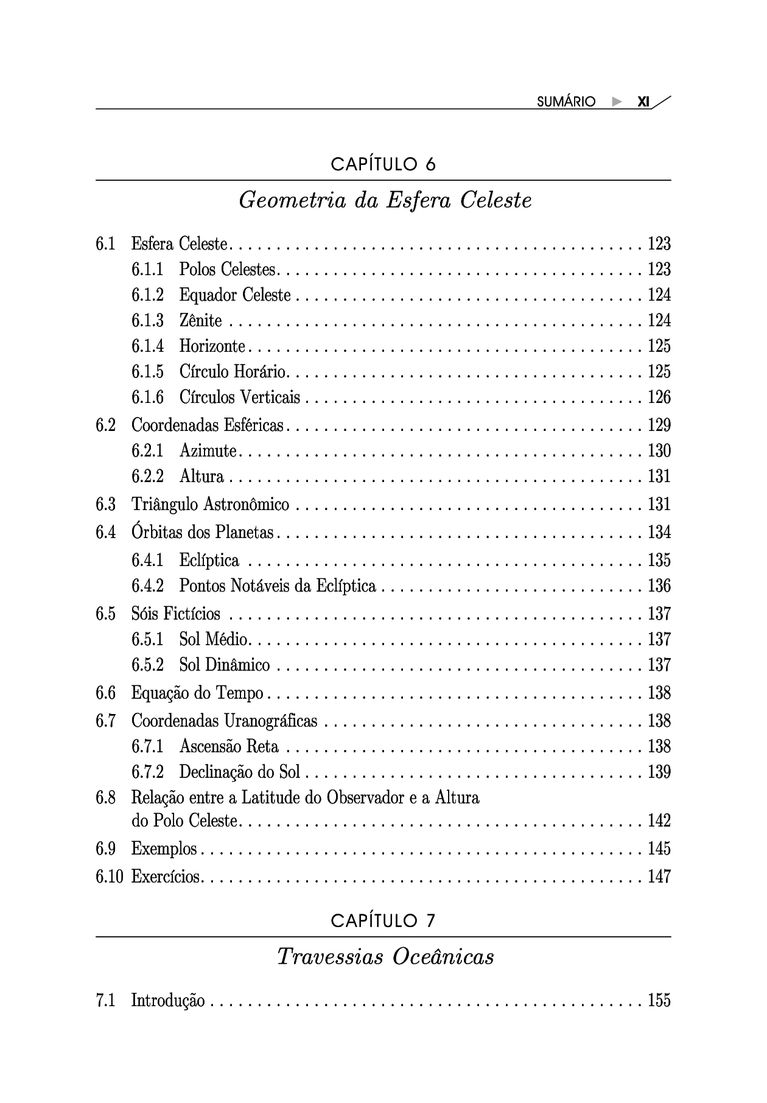 SUMÁRIO ▶ XI
CAPÍTULO 6
Geometria da Esfera Celeste
6.1 Esfera Celeste. . . . . . . . . . . . . . . . . . . . . . . . . . . . . . . . . . . . . . . . . . . . 123
6.1.1 Polos Celestes. . . . . . . . . . . . . . . . . . . . . . . . . . . . . . . . . . . . . . . 123
6.1.2 Equador Celeste . . . . . . . . . . . . . . . . . . . . . . . . . . . . . . . . . . . . . 124
6.1.3 Zênite . . . . . . . . . . . . . . . . . . . . . . . . . . . . . . . . . . . . . . . . . . . . 124
6.1.4 Horizonte . . . . . . . . . . . . . . . . . . . . . . . . . . . . . . . . . . . . . . . . . . 125
6.1.5 Círculo Horário. . . . . . . . . . . . . . . . . . . . . . . . . . . . . . . . . . . . . . 125
6.1.6 Círculos Verticais . . . . . . . . . . . . . . . . . . . . . . . . . . . . . . . . . . . . 126
6.2 Coordenadas Esféricas. . . . . . . . . . . . . . . . . . . . . . . . . . . . . . . . . . . . . . 129
6.2.1 Azimute. . . . . . . . . . . . . . . . . . . . . . . . . . . . . . . . . . . . . . . . . . . 130
6.2.2 Altura . . . . . . . . . . . . . . . . . . . . . . . . . . . . . . . . . . . . . . . . . . . . 131
6.3 Triângulo Astronômico . . . . . . . . . . . . . . . . . . . . . . . . . . . . . . . . . . . . . 131
6.4 Órbitas dos Planetas . . . . . . . . . . . . . . . . . . . . . . . . . . . . . . . . . . . . . . . 134
6.4.1 Eclíptica . . . . . . . . . . . . . . . . . . . . . . . . . . . . . . . . . . . . . . . . . . 135
6.4.2 Pontos Notáveis da Eclíptica . . . . . . . . . . . . . . . . . . . . . . . . . . . . 136
6.5 Sóis Fictícios . . . . . . . . . . . . . . . . . . . . . . . . . . . . . . . . . . . . . . . . . . . . 137
6.5.1 Sol Médio. . . . . . . . . . . . . . . . . . . . . . . . . . . . . . . . . . . . . . . . . . 137
6.5.2 Sol Dinâmico . . . . . . . . . . . . . . . . . . . . . . . . . . . . . . . . . . . . . . . 137
6.6 Equação do Tempo . . . . . . . . . . . . . . . . . . . . . . . . . . . . . . . . . . . . . . . . 138
6.7 Coordenadas Uranográficas . . . . . . . . . . . . . . . . . . . . . . . . . . . . . . . . . . 138
6.7.1 Ascensão Reta . . . . . . . . . . . . . . . . . . . . . . . . . . . . . . . . . . . . . . 138
6.7.2 Declinação do Sol . . . . . . . . . . . . . . . . . . . . . . . . . . . . . . . . . . . . 139
6.8 Relação entre a Latitude do Observador e a Altura
do Polo Celeste. . . . . . . . . . . . . . . . . . . . . . . . . . . . . . . . . . . . . . . . . . . 142
6.9 Exemplos . . . . . . . . . . . . . . . . . . . . . . . . . . . . . . . . . . . . . . . . . . . . . . . 145
6.10 Exercícios. . . . . . . . . . . . . . . . . . . . . . . . . . . . . . . . . . . . . . . . . . . . . . . 147
CAPÍTULO 7
Travessias Oceânicas
7.1 Introdução . . . . . . . . . . . . . . . . . . . . . . . . . . . . . . . . . . . . . . . . . . . . . . 155